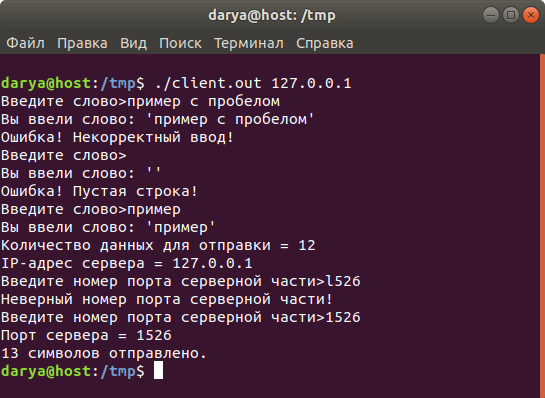 darya@host: /tmp
Файл Правка Вид Поиск Терминал Справка
darya@host:/tmp$ ./client.out 127.0.0.1
Введите слово>пример с пробелом
Вы ввели слово: 'пример с пробелом'
Ошибка! Некорректный ввод!
Введите слово>
Вы ввели слово: ''
Ошибка! Пустая строка!
Введите слово>пример
Вы ввели слово: 'пример'
Количество данных для отправки = 12
IP-адрес сервера = 127.0.0.1
Введите номер порта серверной части>l526
Неверный номер порта серверной части!
Введите номер порта серверной части>1526
Порт сервера = 1526
13 символов отправлено.
darya@host:/tmp$